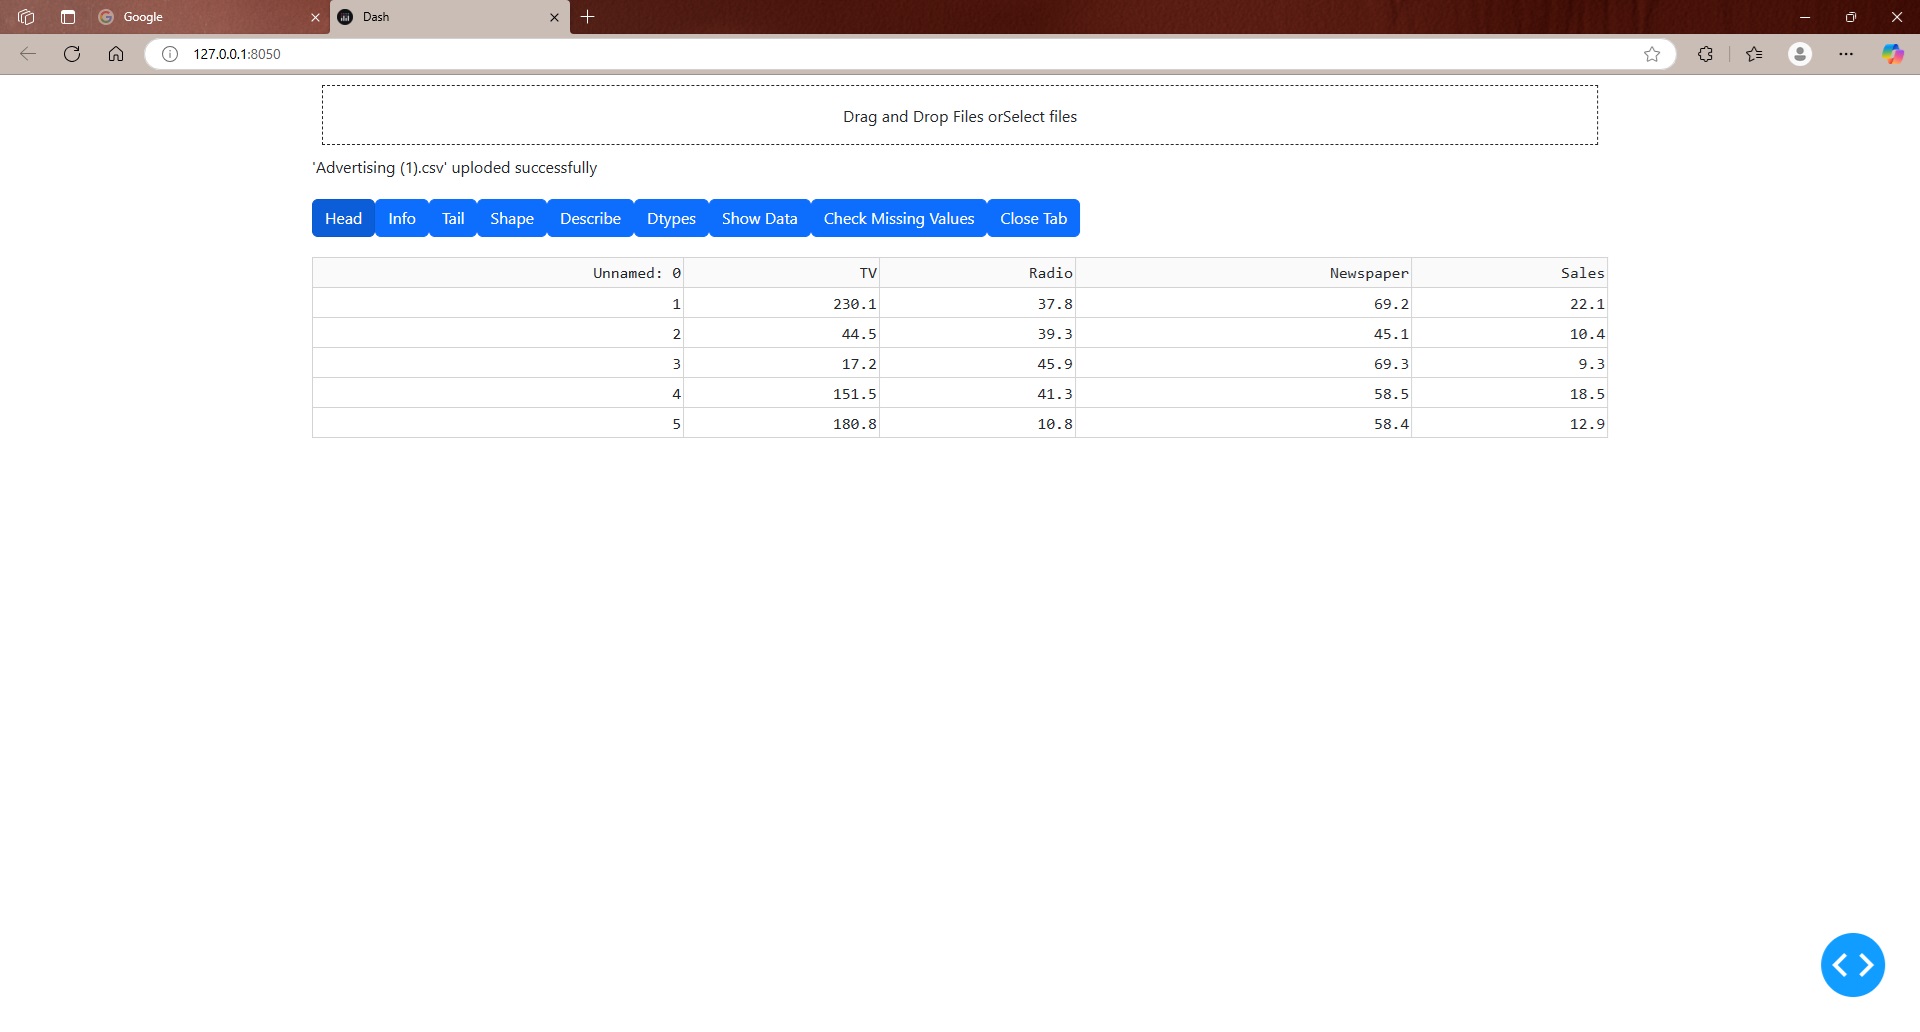 Google
Dash
127.0.0.1:8050
Drag and Drop Files orSelect files
'Advertising (1).csv' uploded successfully
Head Info Tail Shape Describe Dtypes Show Data Check Missing Values Close Tab
Unnamed: 0 TV Radio Newspaper Sales
1 230.1 37.8 69.2 22.1
2 44.5 39.3 45.1 10.4
3 17.2 45.9 69.3 9.3
4 151.5 41.3 58.5 18.5
5 180.8 10.8 58.4 12.9